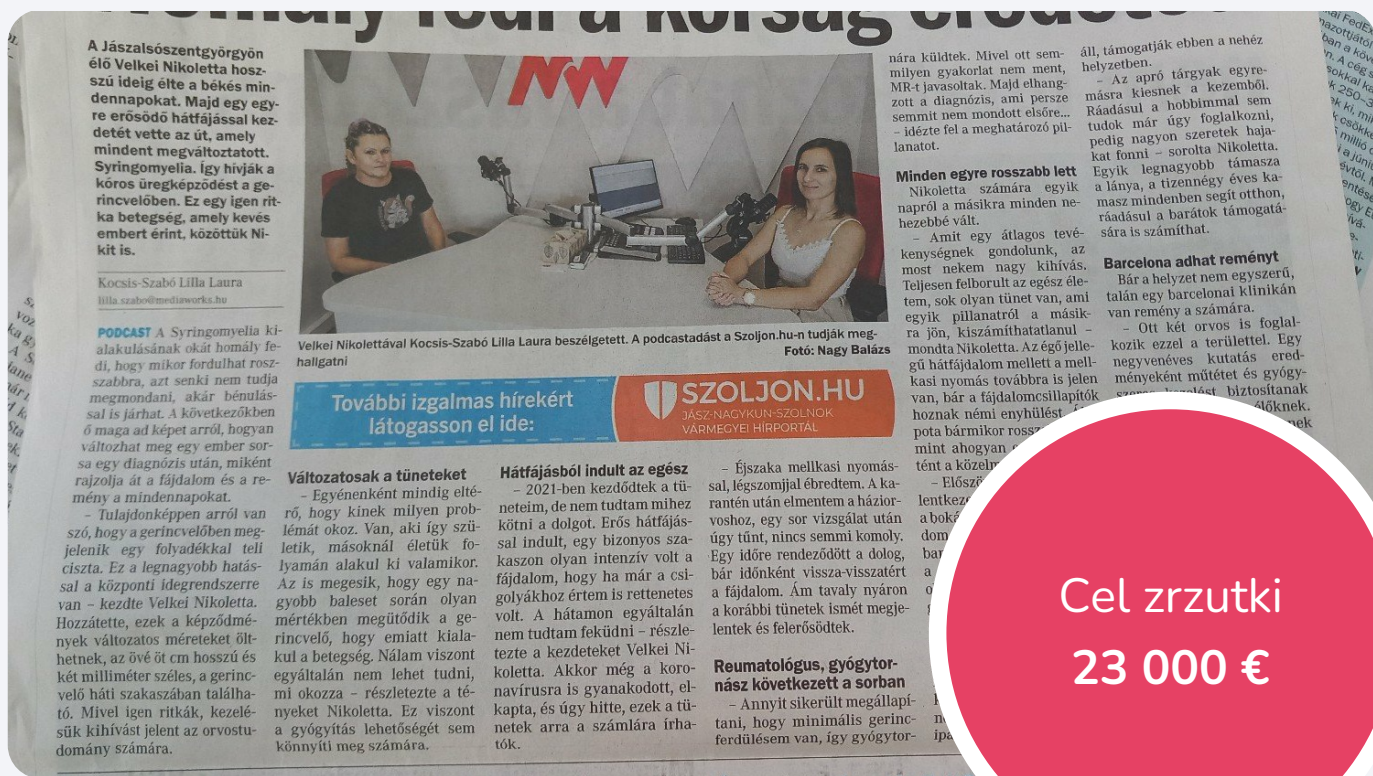 A Jászalsószentgyörgyön
élő Velkei Nikoletta hosz-
szú ideig élte a békés min-
dennapokat. Majd egy egy-
re erősödő hátfájással kez-
detét vette az út, amely
mindent megváltoztatott.
Syringomyelia. Így hívják a
kóros üregképződést a ge-
rincvelőben. Ez egy igen rit-
ka betegség, amely kevés
embert érint, közöttük Ni-
kit is.
Kocsis-Szabó Lilla Laura
lilla.szabo@mediaworks.hu
PODCAST A Syringomyelia ki-
alakulásának okát homály fe-
di, hogy mikor fordulhat rosz-
szabbra, azt senki nem tudja
megmondani, akár bénulás-
sal is járhat. A következőkben
ő maga ad képet arról, hogyan
változhat meg egy ember sor-
sa egy diagnózis után, miként
rajzolja át a fájdalom és a re-
mény a mindennapokat.
– Tulajdonképpen arról van
szó, hogy a gerincvelőben meg-
jelenik egy folyadékkal teli
ciszta. Ez a legnagyobb hatás-
sal a központi idegrendszerre
van – kezdte Velkei Nikoletta.
Hozzátette, ezek a képződmé-
nyek változatos méreteket ölt-
hetnek, az övé öt cm hosszú és
két milliméter széles, a gerinc-
velő háti szakaszában találha-
tó. Mivel igen ritkák, kezelé-
sük kihívást jelent az orvostu-
domány számára.
Velkei Nikolettával Kocsis-Szabó Lilla Laura beszélgetett. A podcastadást a Szoljon.hu-n tudják meg-
hallgatni
Fotó: Nagy Balázs
További izgalmas hírekért
látogasson el ide:
SZOLJON.HU
JÁSZ-NAGYKUN-SZOLNOK
VÁRMEGYEI HÍRPORTÁL
Változatosak a tüneteket
– Egyénenként mindig elté-
rő, hogy kinek milyen prob-
lémát okoz. Van, aki így szü-
letik, másoknál életük fo-
lyamán alakul ki valamikor.
Az is megesik, hogy egy na-
gyobb baleset során olyan
mértékben megütődik a ge-
rincvelő, hogy emiatt kiala-
kul a betegség. Nálam viszont
egyáltalán nem lehet tudni,
mi okozza – részletezte a té-
nyeket Nikoletta. Ez viszont
a gyógyítás lehetőségét sem
könnyíti meg számára.
Hátfájásból indult az egész
– 2021-ben kezdődtek a tü-
neteim, de nem tudtam mihez
kötni a dolgot. Erős hátfájás-
sal indult, egy bizonyos sza-
kaszon olyan intenzív volt a
fájdalom, hogy ha már a csi-
golyákhoz értem is rettenetes
volt. A hátamon egyáltalán
nem tudtam feküdni – részle-
tezte a kezdeteket Velkei Ni-
koletta. Akkor még a koro-
navírusra is gyanakodott, el-
kapta, és úgy hitte, ezek a tü-
netek arra a számlára írha-
tók.
– Éjszaka mellkasi nyomás-
sal, légszomjjal ébredtem. A ka-
rantén után elmentem a házior-
voshoz, egy sor vizsgálat után
úgy tűnt, nincs semmi komoly.
Egy időre rendeződött a dolog,
bár időnként vissza-visszatért
a fájdalom. Ám tavaly nyáron
a korábbi tünetek ismét megje-
lentek és felerősödtek.
Reumatológus, gyógytor-
nász következett a sorban
– Annyit sikerült megállapí-
tani, hogy minimális gerinc-
ferdülésem van, így gyógytor-
nára küldtek. Mivel ott sem-
milyen gyakorlat nem ment,
MR-t javasoltak. Majd elhang-
zott a diagnózis, ami persze
semmit nem mondott elsőre...
– idézte fel a meghatározó pil-
lanatot.
Minden egyre rosszabb lett
Nikoletta számára egyik
napról a másikra minden ne-
hezebbé vált.
– Amit egy átlagos tevé-
kenységnek gondolunk, az
most nekem nagy kihívás.
Teljesen felborult az egész éle-
tem, sok olyan tünet van, ami
egyik pillanatról a másik-
ra jön, kiszámíthatatlanul –
mondta Nikoletta. Az égő jelle-
gű hátfájdalom mellett a mell-
kasi nyomás továbbra is jelen
van, bár a fájdalomcsillapítók
hoznak némi enyhülést
pota bármikor
mint ahogyan
tént a
– Elősz
lentkez
a bok
dom
áll, támogatják ebben a nehéz
helyzetben.
– Az apró tárgyak egyre-
másra kiesnek a kezemből.
Ráadásul a hobbimmal sem
tudok már úgy foglalkozni,
pedig nagyon szeretek haja-
kat fonni – sorolta Nikoletta.
Egyik legnagyobb támasza
a lánya, a tizennégy éves ka-
masz mindenben segít otthon,
ráadásul a barátok támogatá-
sára is számíthat.
Barcelona adhat reményt
Bár a helyzet nem egyszerű,
talán egy barcelonai klinikán
van remény a számára.
– Ott két orvos is foglal-
kozik ezzel a területtel. Egy
negyvenéves kutatás ered-
ményeként műtétet és gyógy-
biztosítanak
Cel zrzutki
23 000 €